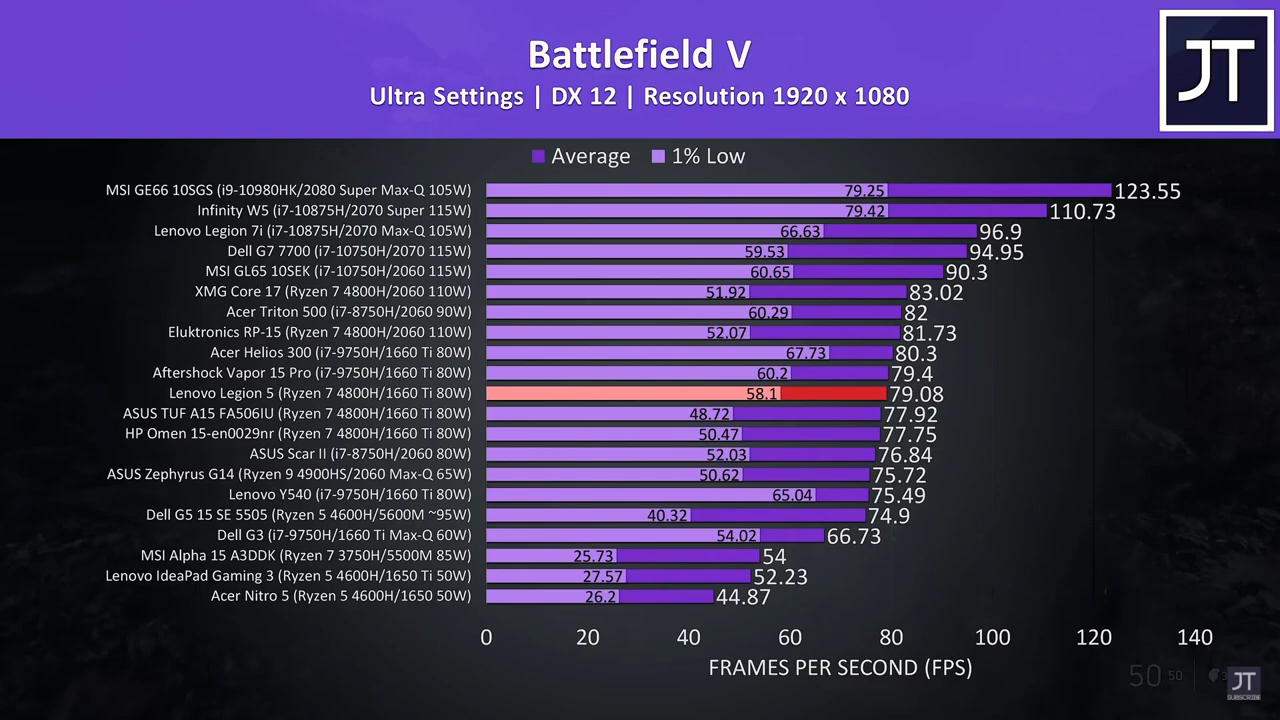 Battlefield V
Ultra Settings | DX 12 | Resolution 1920 x 1080
JT
Average 1% Low
MSI GE66 10SGS (i9-10980HK/2080 Super Max-Q 105W) 79.25 123.55
Infinity W5 (i7-10875H/2070 Super 115W) 79.42 110.73
Lenovo Legion 7i (i7-10875H/2070 Max-Q 105W) 66.63 96.9
Dell G7 7700 (i7-10750H/2070 115W) 59.53 94.95
MSI GL65 10SEK (i7-10750H/2060 115W) 60.65 90.3
XMG Core 17 (Ryzen 7 4800H/2060 110W) 51.92 83.02
Acer Triton 500 (i7-8750H/2060 90W) 60.29 82
Eluktronics RP-15 (Ryzen 7 4800H/2060 110W) 52.07 81.73
Acer Helios 300 (i7-9750H/1660 Ti 80W) 67.73 80.3
Aftershock Vapor 15 Pro (i7-9750H/1660 Ti 80W) 60.2 79.4
Lenovo Legion 5 (Ryzen 7 4800H/1660 Ti 80W) 58.1 79.08
ASUS TUF A15 FA506IU (Ryzen 7 4800H/1660 Ti 80W) 48.72 77.92
HP Omen 15-en0029nr (Ryzen 7 4800H/1660 Ti 80W) 50.47 77.75
ASUS Scar II (i7-8750H/2060 80W) 52.03 76.84
ASUS Zephyrus G14 (Ryzen 9 4900HS/2060 Max-Q 65W) 50.62 75.72
Lenovo Y540 (i7-9750H/1660 Ti 80W) 65.04 75.49
Dell G5 15 SE 5505 (Ryzen 5 4600H/5600M ~95W) 40.32 74.9
Dell G3 (i7-9750H/1660 Ti Max-Q 60W) 54.02 66.73
MSI Alpha 15 A3DDK (Ryzen 7 3750H/5500M 85W) 25.73 54
Lenovo IdeaPad Gaming 3 (Ryzen 5 4600H/1650 Ti 50W) 27.57 52.23
Acer Nitro 5 (Ryzen 5 4600H/1650 50W) 26.2 44.87
0 20 40 60 80 100 120 140
FRAMES PER SECOND (FPS)
50 50
JT
SUBSCRIBE